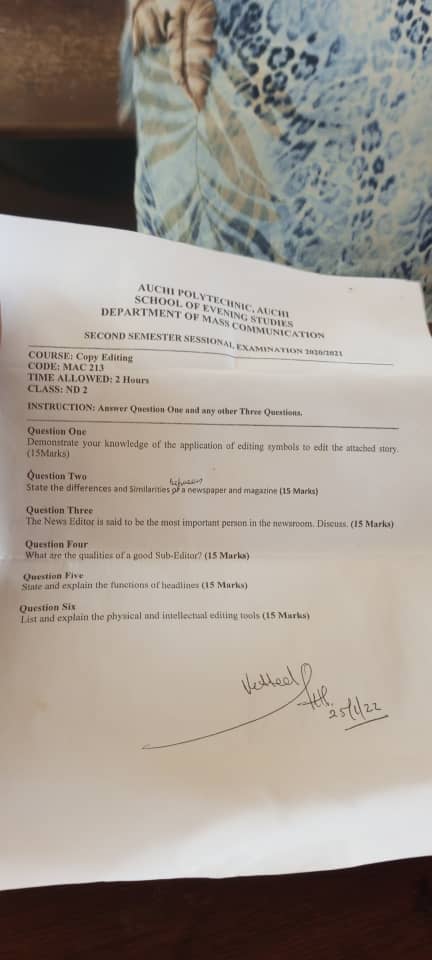 AUCHI POLYTECHNIC, AUCHI
SCHOOL OF EVENING STUDIES
DEPARTMENT OF MASS COMMUNICATION
SECOND SEMESTER SESSIONAL EXAMINATION 2020/2021
COURSE: Copy Editing
CODE: MAC 213
TIME ALLOWED: 2 Hours
CLASS: ND 2
INSTRUCTION: Answer Question One and any other Three Questions.
Question One
Demonstrate your knowledge of the application of editing symbols to edit the attached story.
(15Marks)
Question Two
between
State the differences and Similarities of a newspaper and magazine (15 Marks)
Question Three
The News Editor is said to be the most important person in the newsroom. Discuss. (15 Marks)
Question Four
What are the qualities of a good Sub-Editor? (15 Marks)
Question Five
State and explain the functions of headlines (15 Marks)
Question Six
List and explain the physical and intellectual editing tools (15 Marks)
Vetted
25/1/22